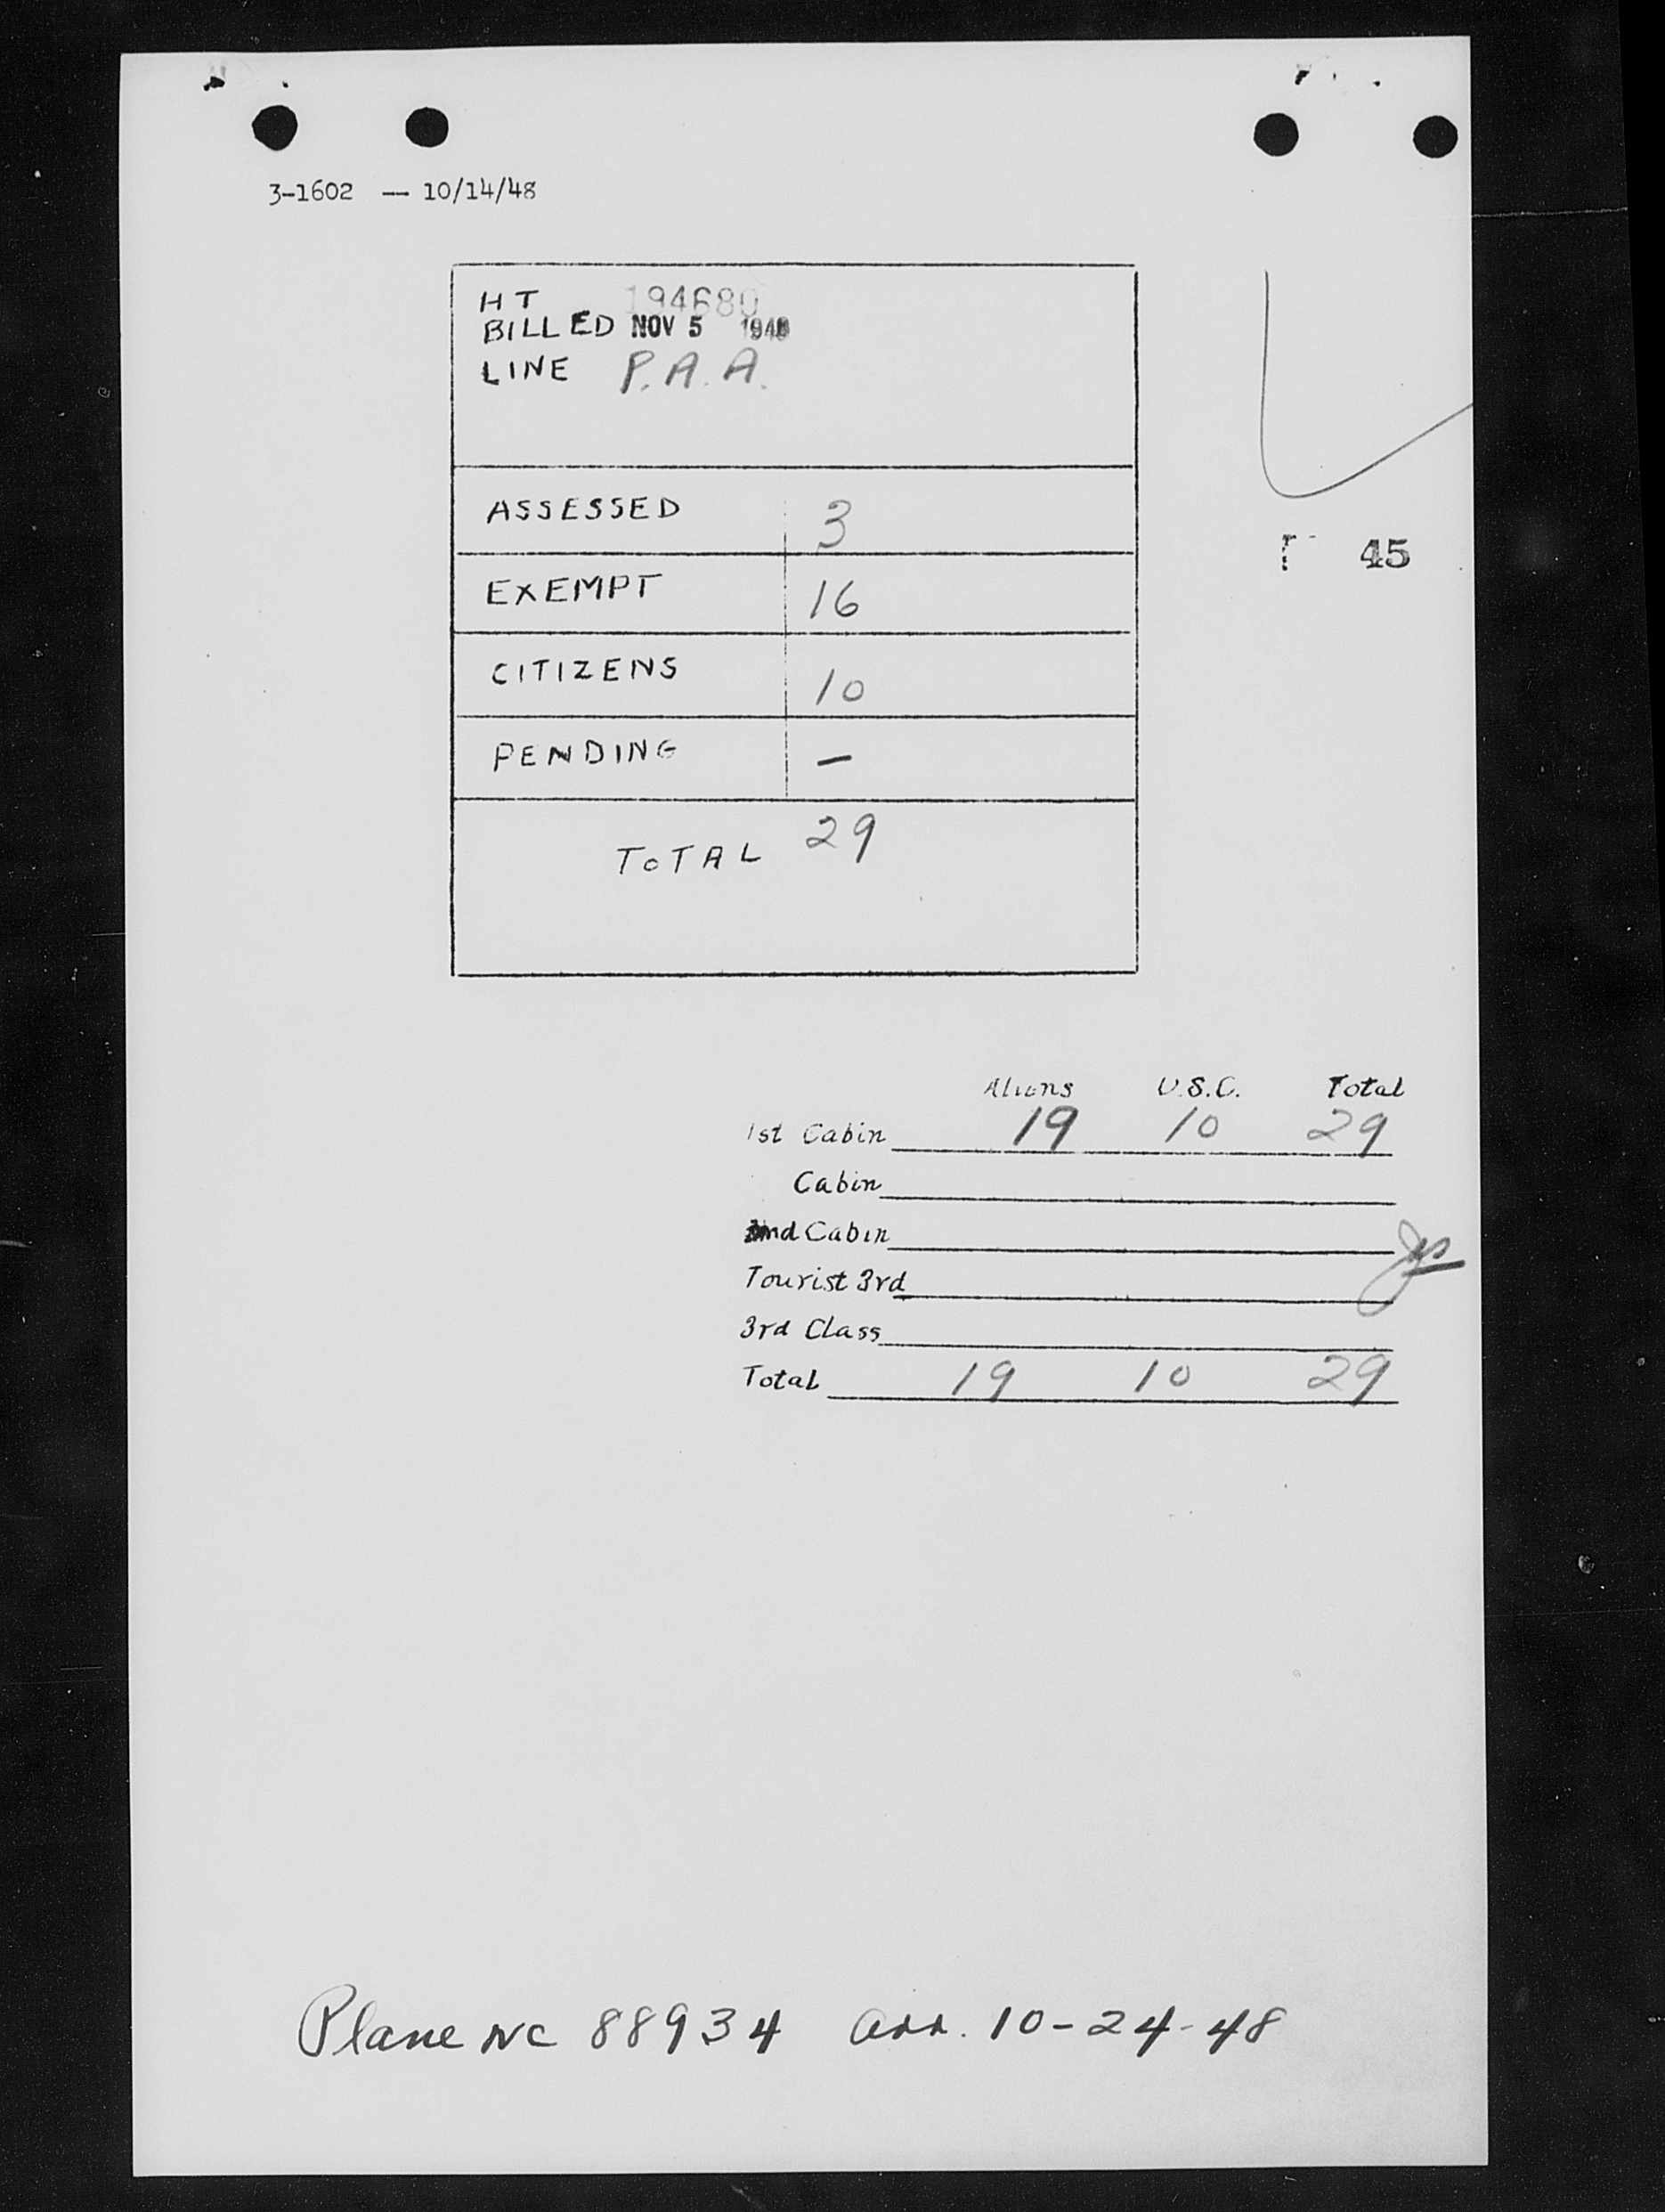 3-1602 — 10/14/48
HT 194680
BILLED NOV 5 1948
LINE P.A.A.
ASSESSED 3
45
EXEMPT 16
CITIZENS 10
PENDING —
TOTAL 29
Aliens U.S.C. Total
1st Cabin 19 10 29
Cabin
2nd Cabin
Tourist 3rd
3rd Class
Total 19 10 29
Plane NC 88934 arr. 10-24-48